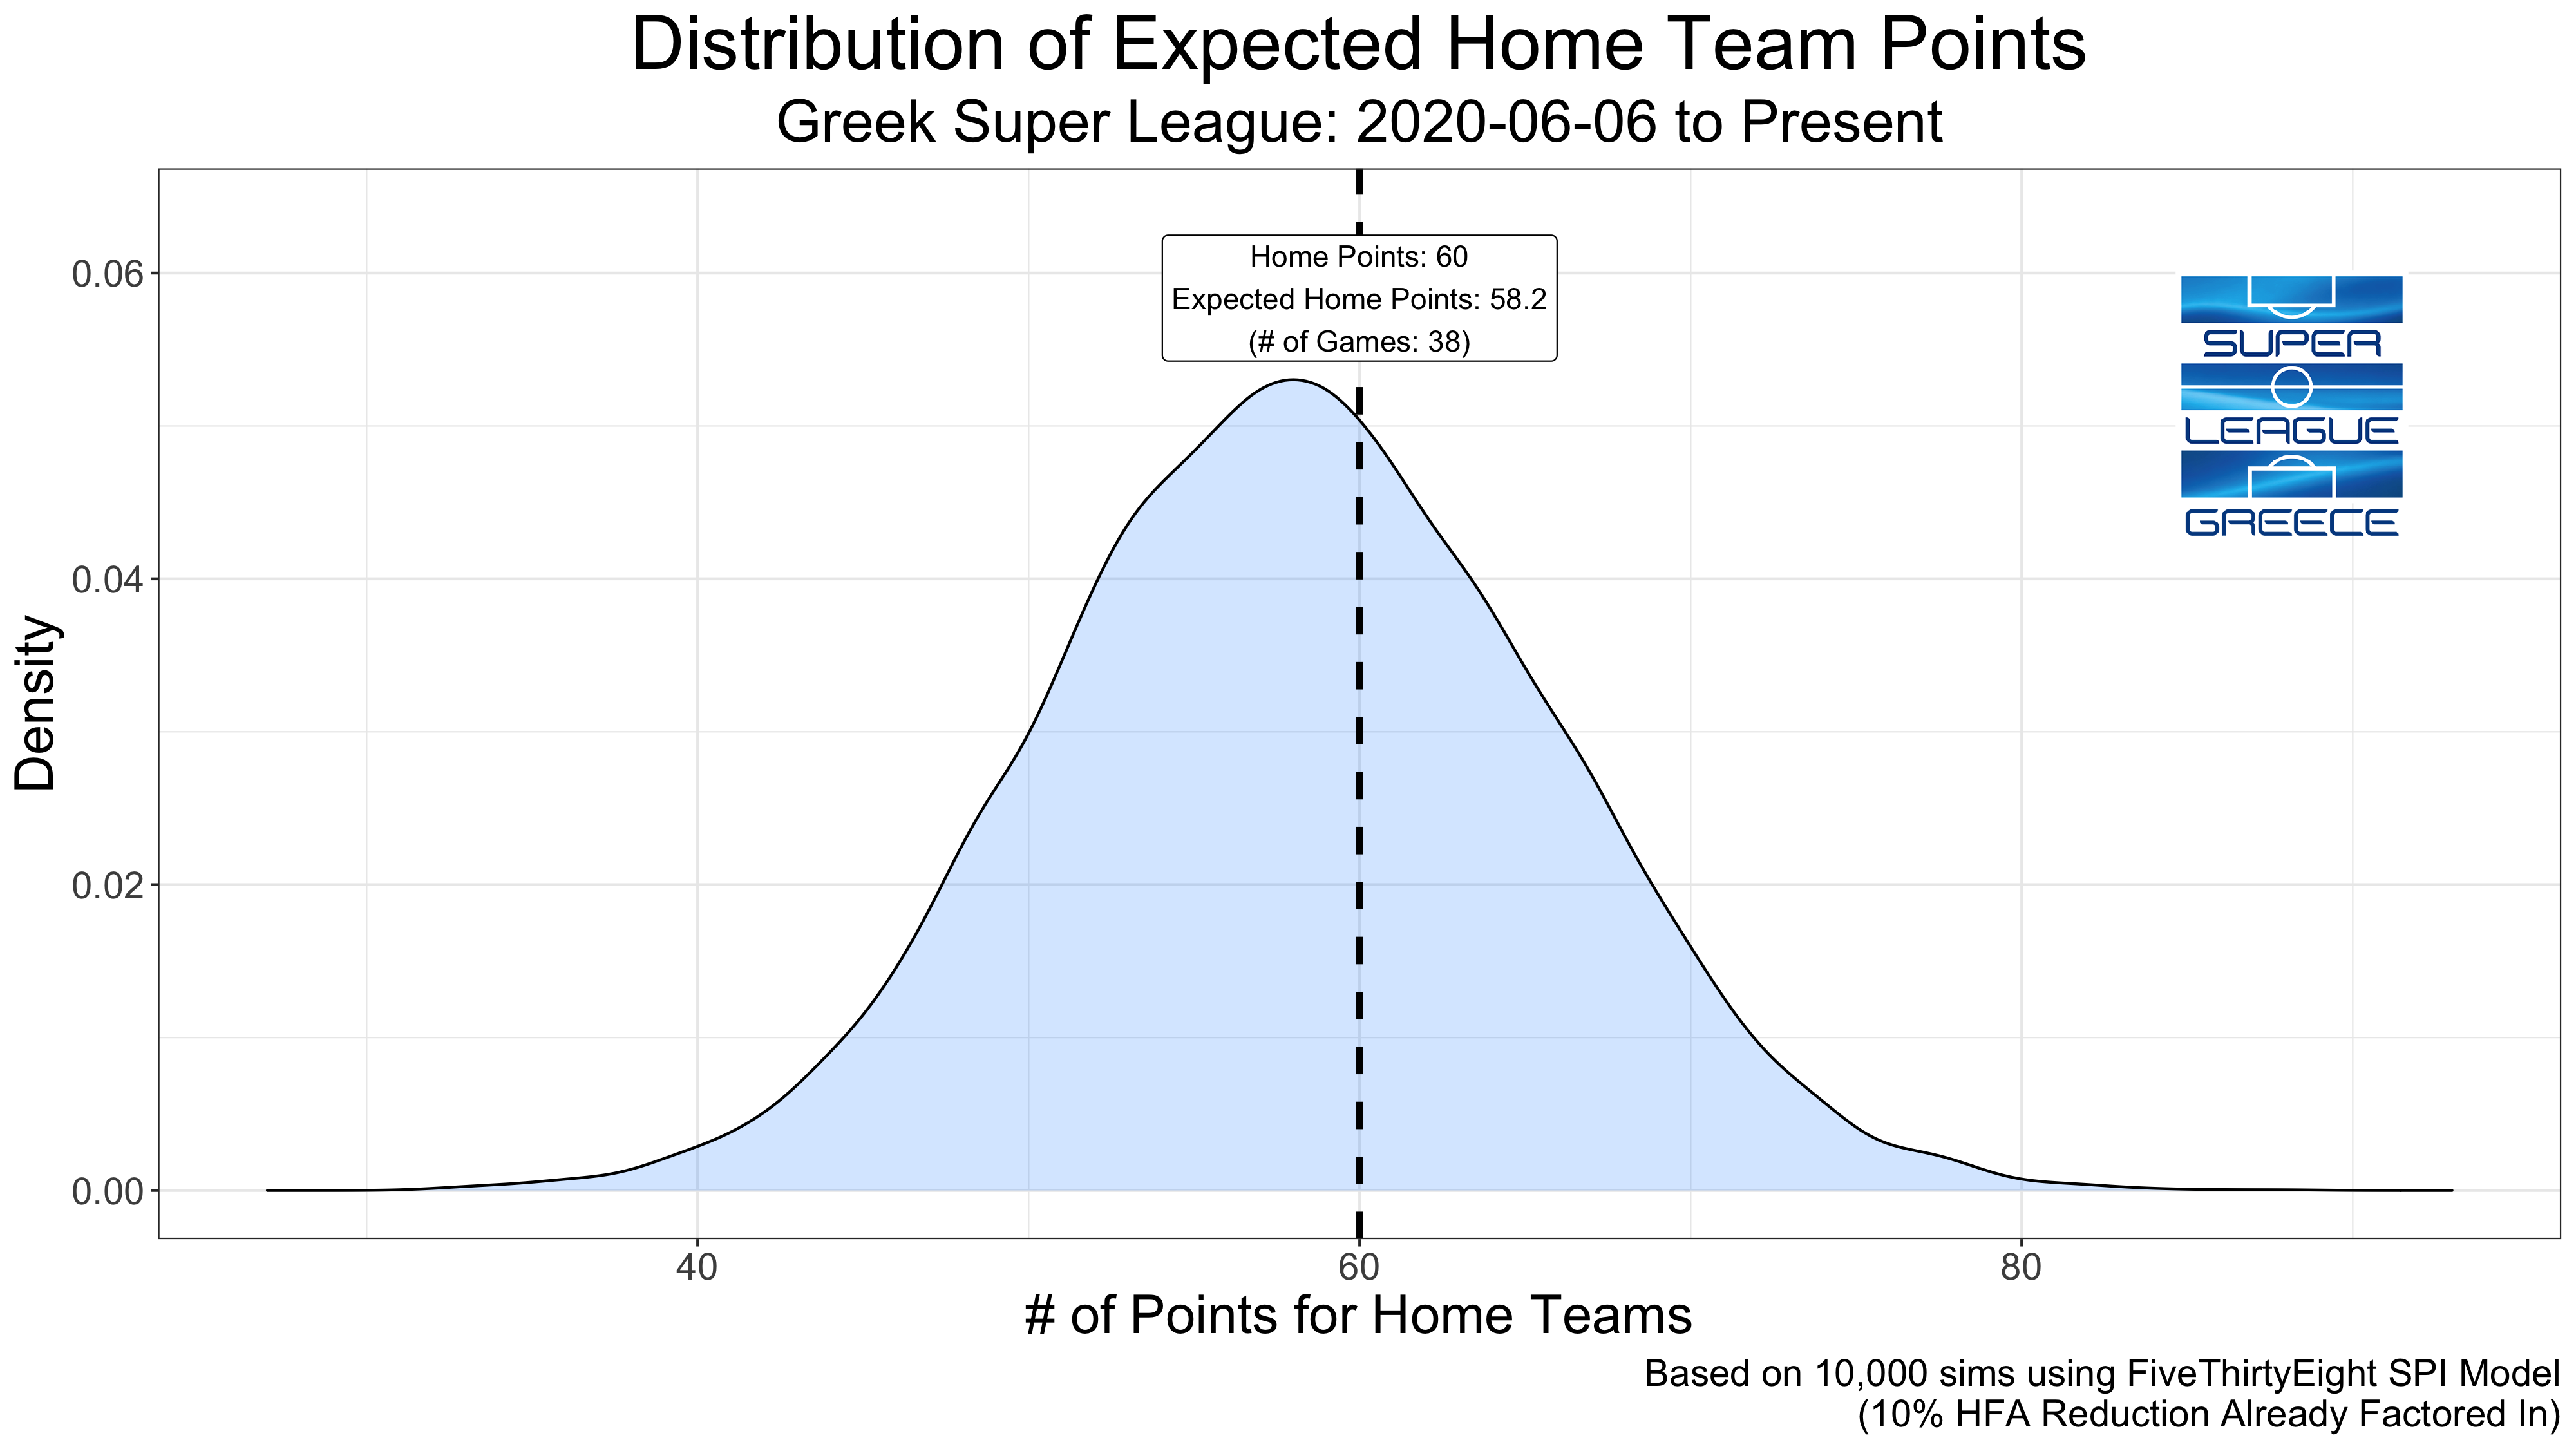 Distribution of Expected Home Team Points
Greek Super League: 2020-06-06 to Present
Home Points: 60
Expected Home Points: 58.2
(# of Games: 38)
SUPER
LEAGUE
GREECE
Density
0.06
0.04
0.02
0.00
40
60
80
# of Points for Home Teams
Based on 10,000 sims using FiveThirtyEight SPI Model
(10% HFA Reduction Already Factored In)